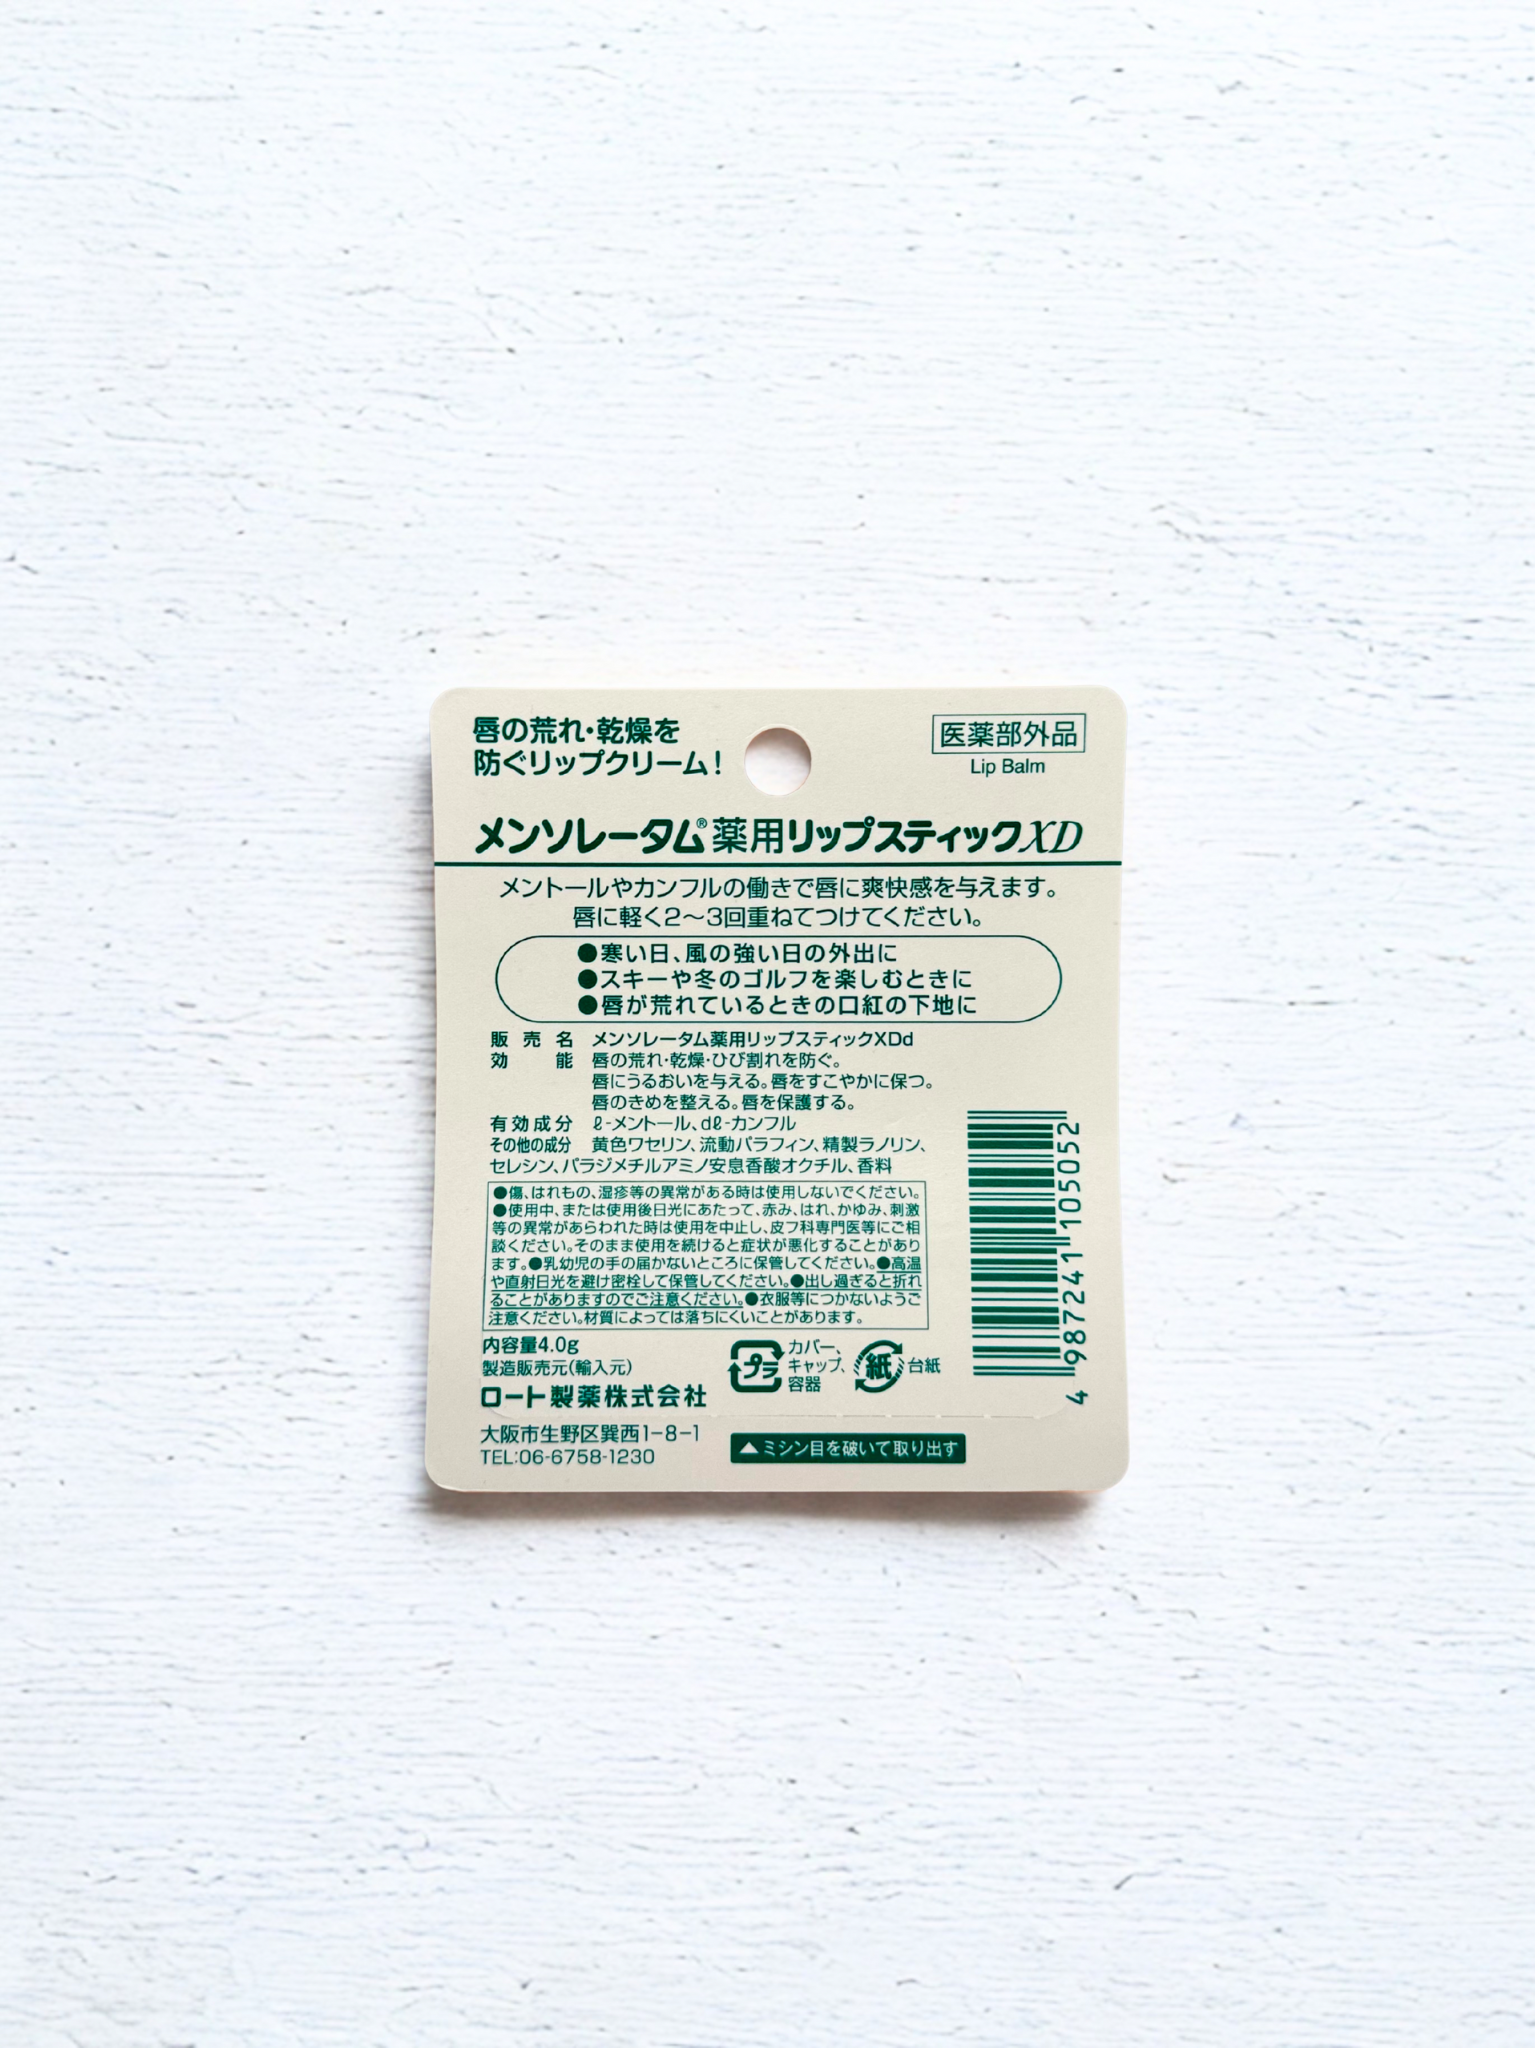 唇の荒れ・乾燥を
防ぐリップクリーム!
医薬部外品
Lip Balm
メンソレータム®薬用リップスティックXD
メントールやカンフルの働きで唇に爽快感を与えます。
唇に軽く2〜3回重ねてつけてください。
●寒い日、風の強い日の外出に
●スキーや冬のゴルフを楽しむときに
●唇が荒れているときの口紅の下地に
販売名 メンソレータム薬用リップスティックXDd
効能 唇の荒れ・乾燥・ひび割れを防ぐ。
唇にうるおいを与える。唇をすこやかに保つ。
唇のきめを整える。唇を保護する。
有効成分 ℓ-メントール、dℓ-カンフル
その他の成分 黄色ワセリン、流動パラフィン、精製ラノリン、
セレシン、パラジメチルアミノ安息香酸オクチル、香料
●傷、はれもの、湿疹等の異常がある時は使用しないでください。
●使用中、または使用後日光にあたって、赤み、はれ、かゆみ、刺激
等の異常があらわれた時は使用を中止し、皮フ科専門医等にご相
談ください。そのまま使用を続けると症状が悪化することがあり
ます。●乳幼児の手の届かないところに保管してください。●高温
や直射日光を避け密栓して保管してください。●出し過ぎると折れ
ることがありますのでご注意ください。●衣服等につかないようご
注意ください。材質によっては落ちにくいことがあります。
内容量4.0g
製造販売元(輸入元)
ロート製薬株式会社
大阪市生野区巽西1-8-1
TEL:06-6758-1230
プラ
カバー、
キャップ、
容器
紙
台紙
▲ミシン目を破いて取り出す
4 987241 105052